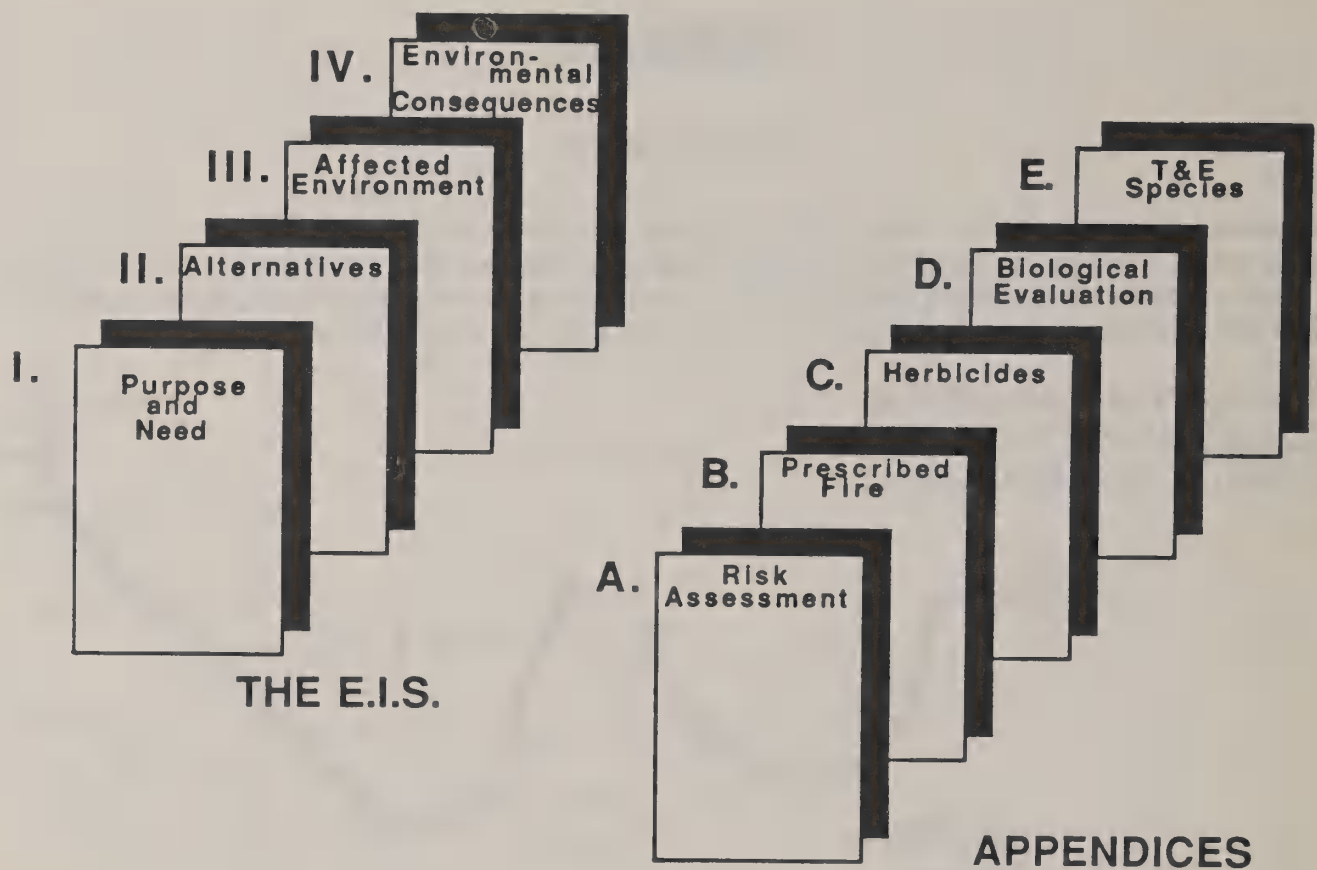 I.
Purpose
and
Need
II.
Alternatives
III.
Affected
Environment
IV.
Environ-
mental
Consequences
THE E.I.S.
A.
Risk
Assessment
B.
Prescribed
Fire
C.
Herbicides
D.
Biological
Evaluation
E.
T&E
Species
APPENDICES